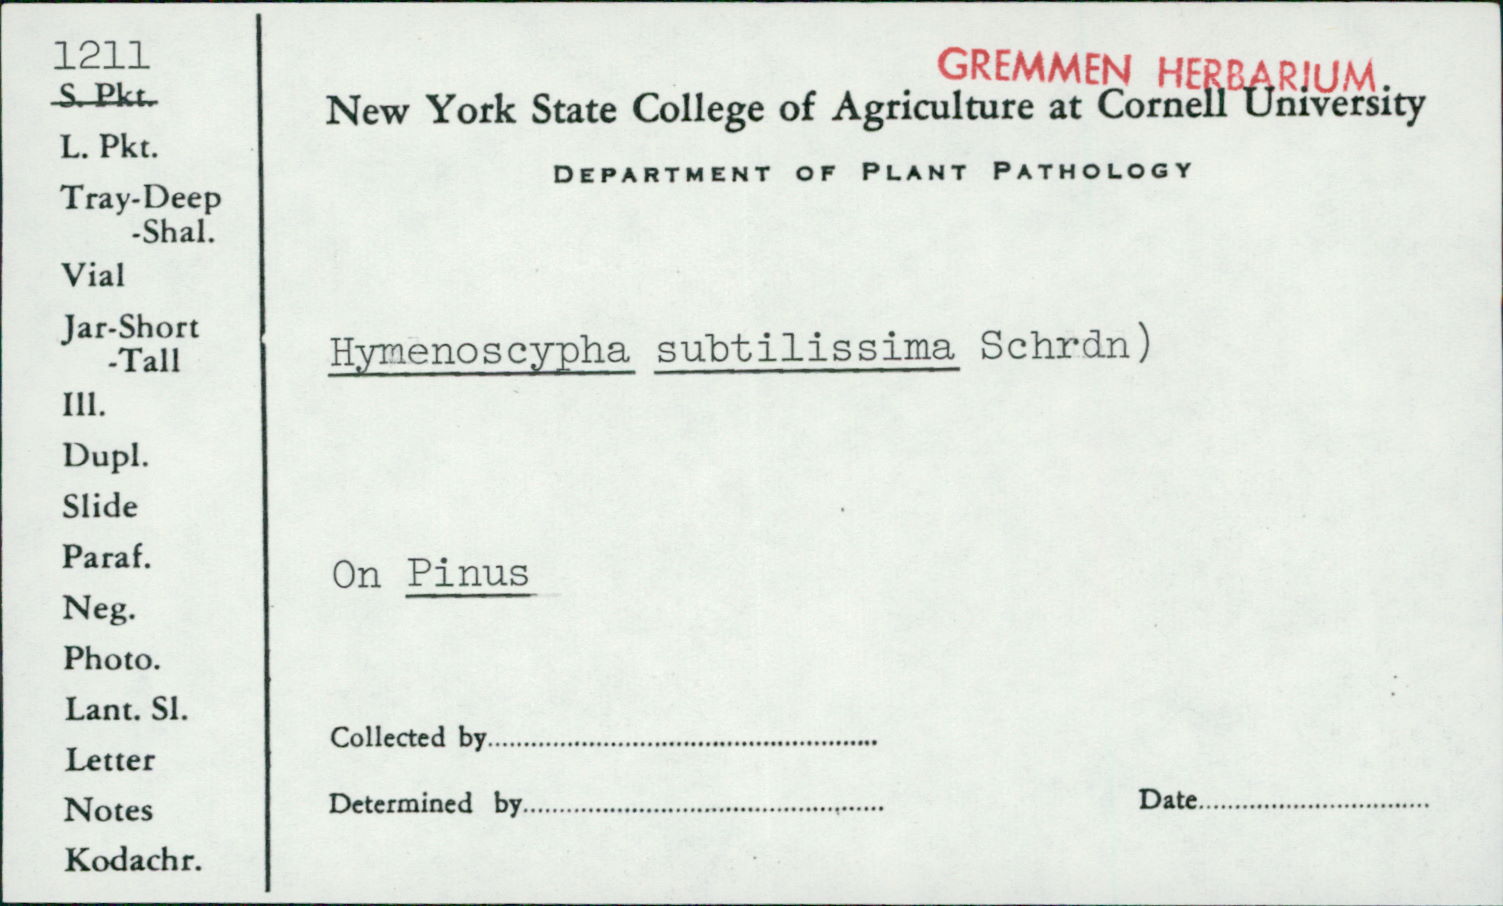 1211
S. Pkt.
L. Pkt.
Tray-Deep
-Shal.
Vial
Jar-Short
-Tall
Ill.
Dupl.
Slide
Paraf.
Neg.
Photo.
Lant. Sl.
Letter
Notes
Kodachr.
GREMMEN HERBARIUM.
New York State College of Agriculture at Cornell University
DEPARTMENT OF PLANT PATHOLOGY
Hymenoscypha subtilissima Schrdn)
On Pinus
Collected by
Determined by
Date